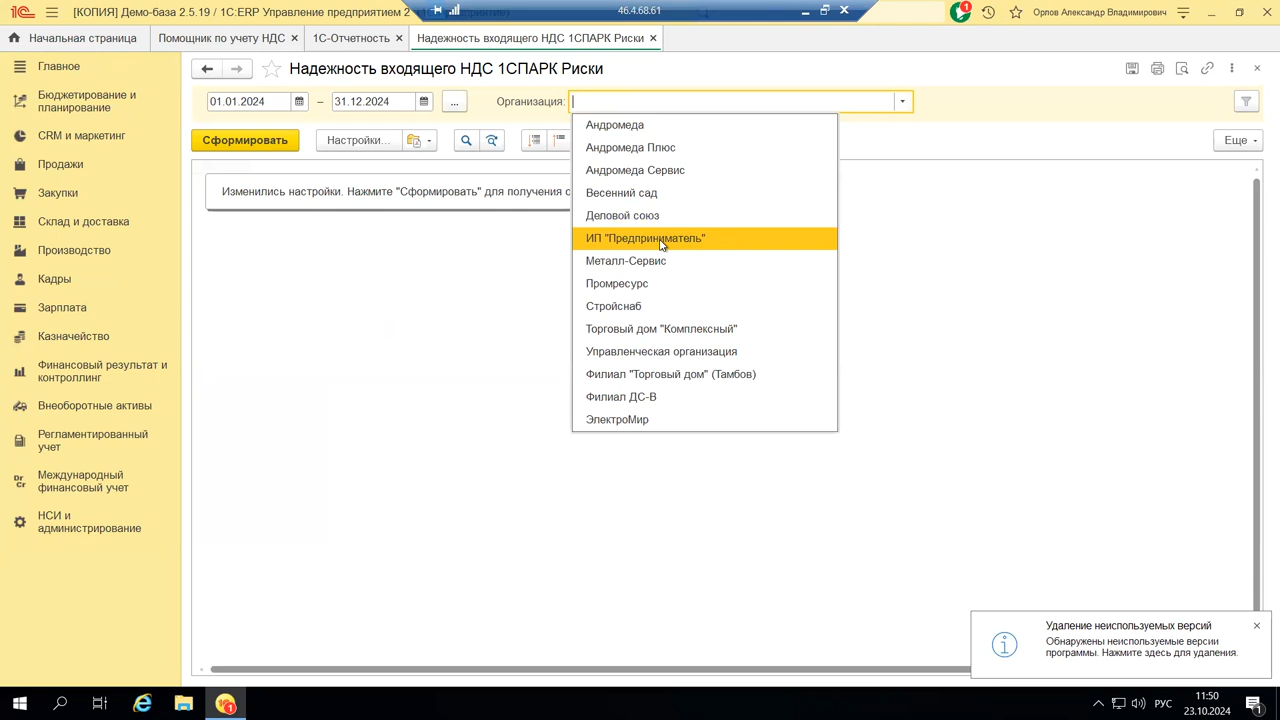 [КОПИЯ] Демо-база 2.5.19 / 1С:ERP Управление предприятием 2
46.4.68.61
1
Орлов Александр Владимирович
Начальная страница
Помощник по учету НДС
1С-Отчетность
Надежность входящего НДС 1СПАРК Риски
Главное
Бюджетирование и
планирование
CRM и маркетинг
Продажи
Закупки
Склад и доставка
Производство
Кадры
Зарплата
Казначейство
Финансовый результат и
контроллинг
Внеоборотные активы
Регламентированный
учет
Международный
финансовый учет
НСИ и
администрирование
Надежность входящего НДС 1СПАРК Риски
01.01.2024
–
31.12.2024
...
Организация:
Сформировать
Настройки...
Еще
Изменились настройки. Нажмите "Сформировать" для получения
Андромеда
Андромеда Плюс
Андромеда Сервис
Весенний сад
Деловой союз
ИП "Предприниматель"
Металл-Сервис
Промресурс
Стройснаб
Торговый дом "Комплексный"
Управленческая организация
Филиал "Торговый дом" (Тамбов)
Филиал ДС-В
ЭлектроМир
Удаление неиспользуемых версий
Обнаружены неиспользуемые версии
программы. Нажмите здесь для удаления.
РУС
11:50
23.10.2024